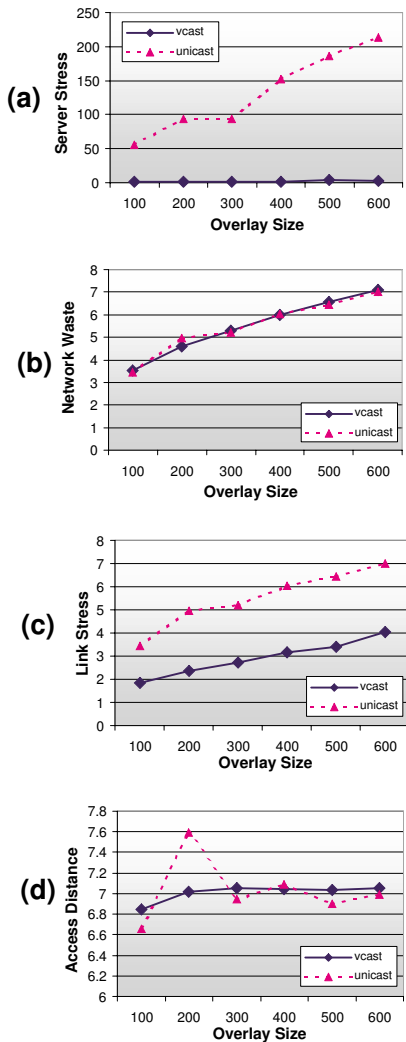 (a)
Server Stress
250
200
150
100
50
0
vcast
unicast
100 200 300 400 500 600
Overlay Size
(b)
Network Waste
8
7
6
5
4
3
2
1
0
vcast
unicast
100 200 300 400 500 600
Overlay Size
(c)
Link Stress
8
7
6
5
4
3
2
1
0
vcast
unicast
100 200 300 400 500 600
Overlay Size
(d)
Access Distance
7.8
7.6
7.4
7.2
7
6.8
6.6
6.4
6.2
6
vcast
unicast
100 200 300 400 500 600
Overlay Size